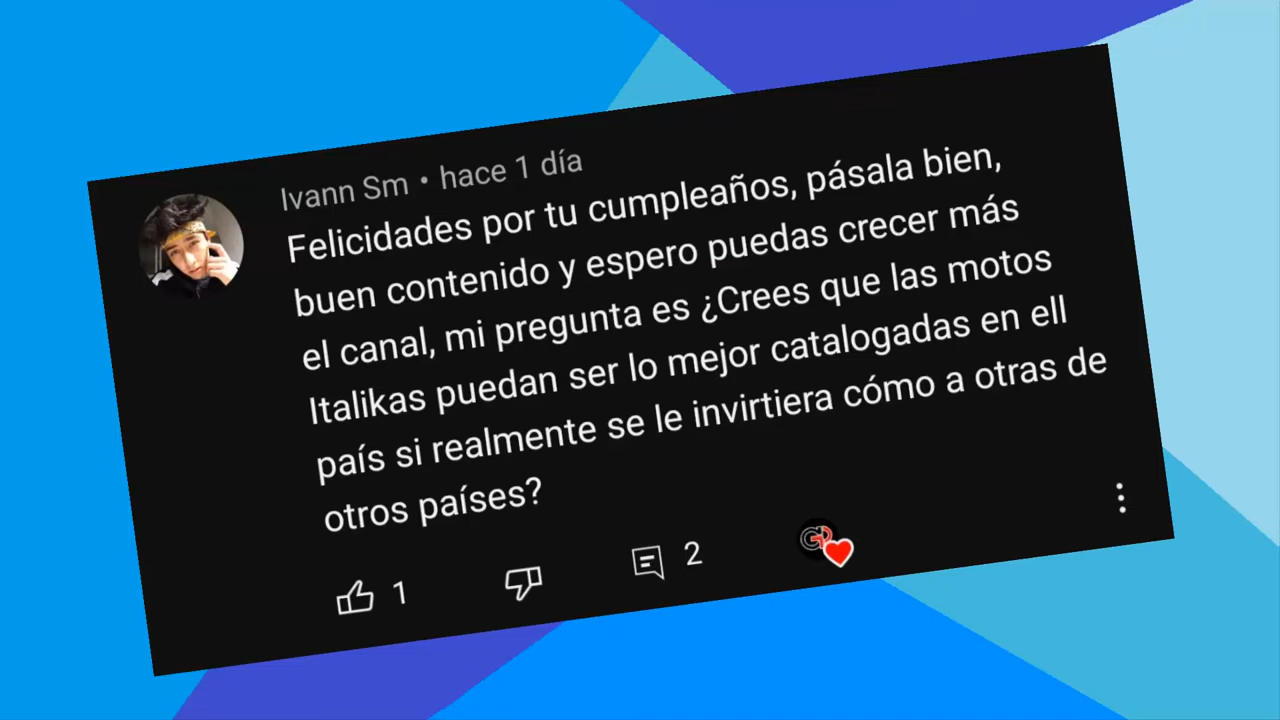 Ivann Sm • hace 1 día
Felicidades por tu cumpleaños, pásala bien,
buen contenido y espero puedas crecer más
el canal, mi pregunta es ¿Crees que las motos
Italikas puedan ser lo mejor catalogadas en ell
país si realmente se le invirtiera cómo a otras de
otros países?
1 2